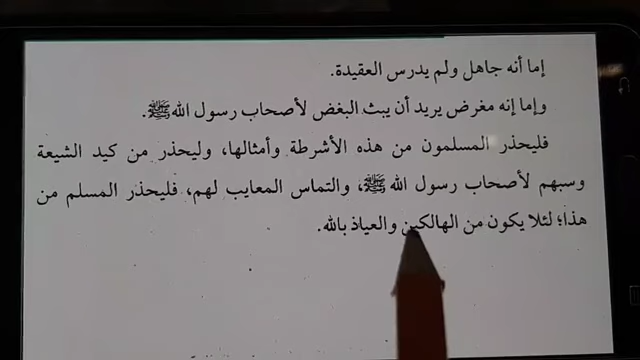 إما أنه جاهل ولم يدرس العقيدة.
وإما إنه مغرض يريد أن يبث البغض لأصحاب رسول الله ﷺ.
فليحذر المسلمون من هذه الأشرطة وأمثالها، وليحذر من كيد الشيعة
وسبهم لأصحاب رسول الله ﷺ، والتماس المعايب لهم، فليحذر المسلم من
هذا؛ لئلا يكون من الهالكين والعياذ بالله.